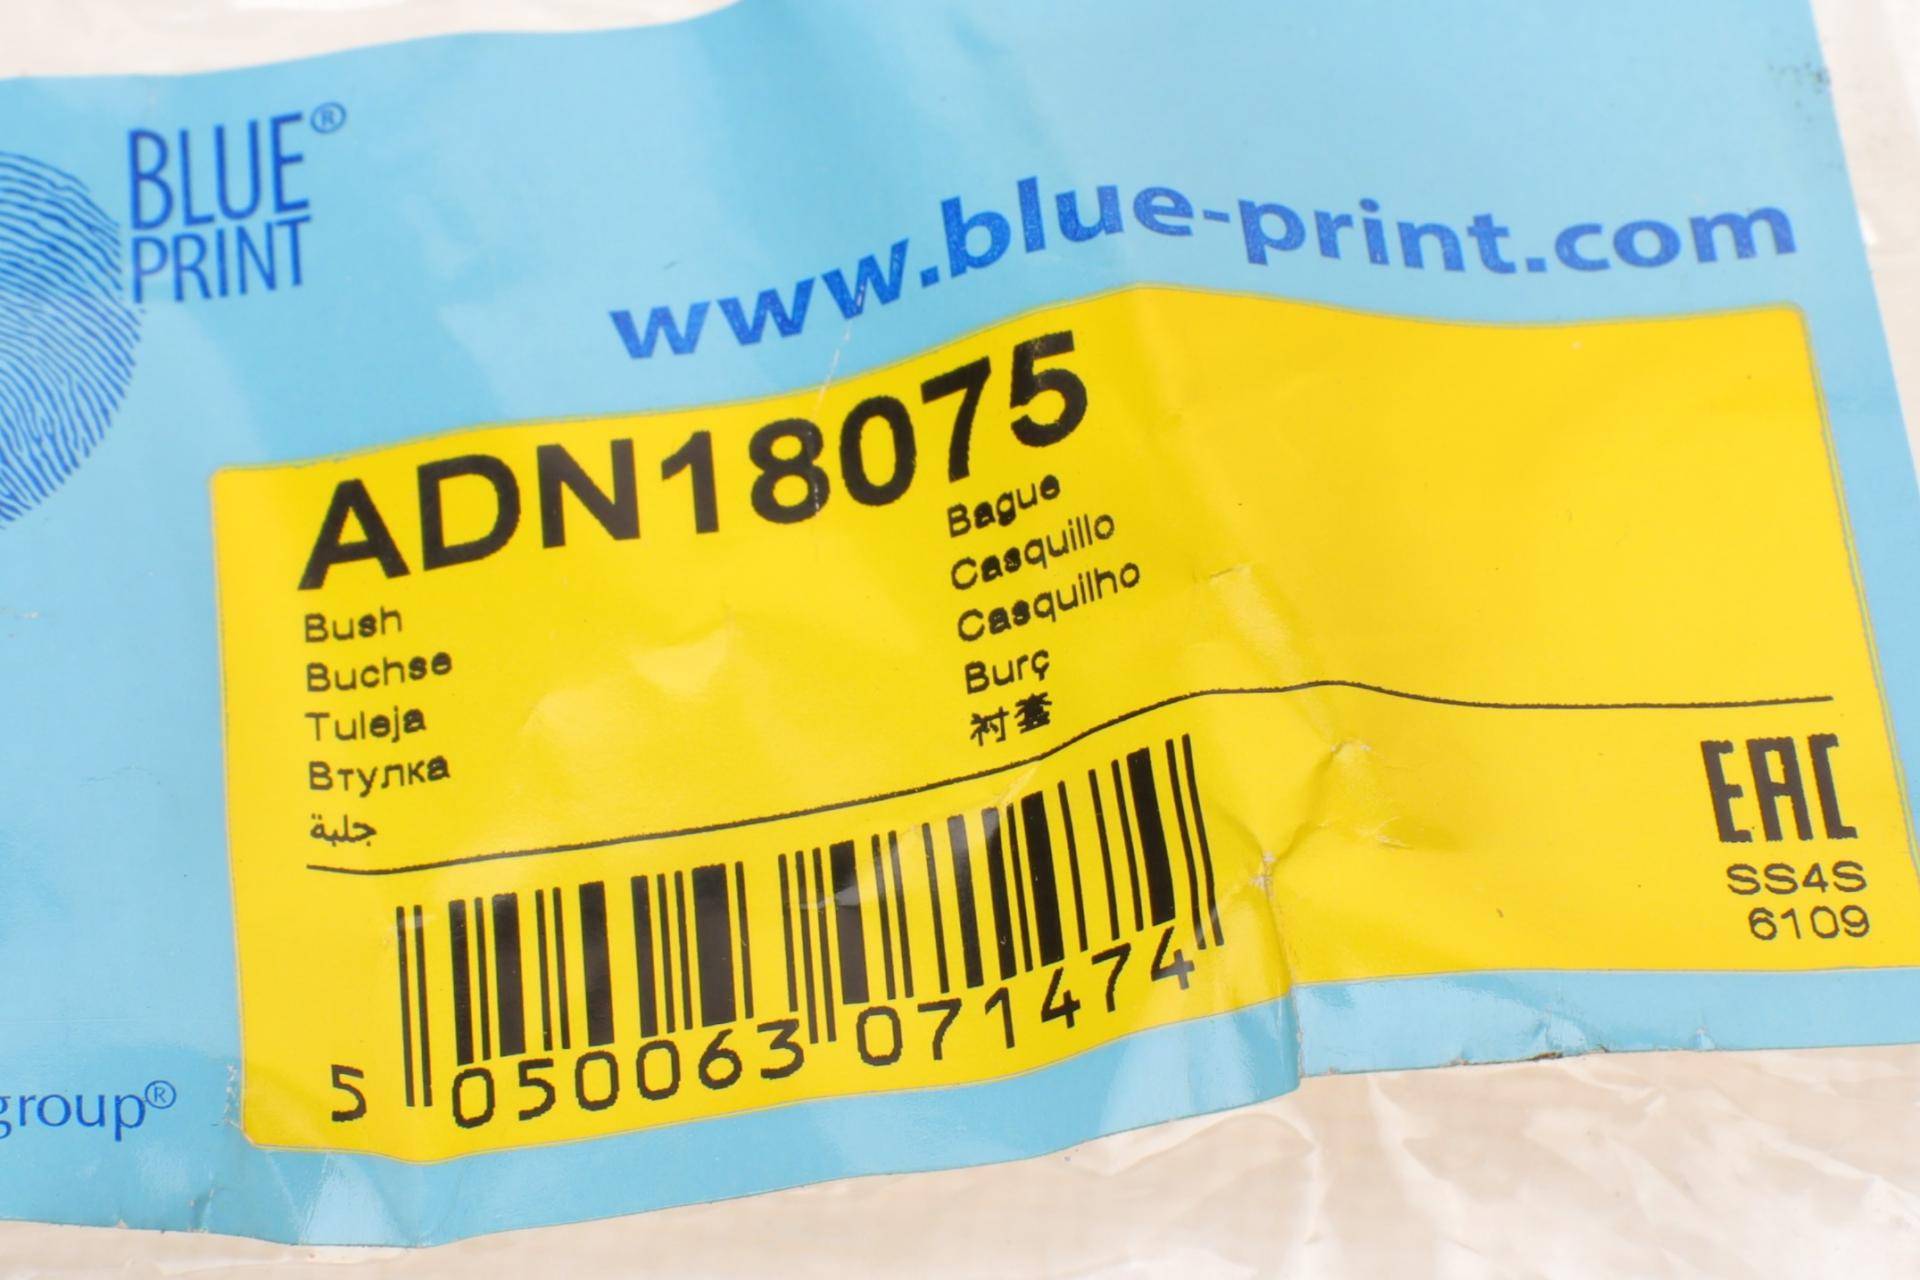 BLUE®
PRINT
www.blue-print.com
ADN18075
Bush
Buchse
Tuleja
Втулка
جلبة
Bague
Casquillo
Casquilho
Burç
衬套
EAC
SS4S
6109
5 050063 071474
group®